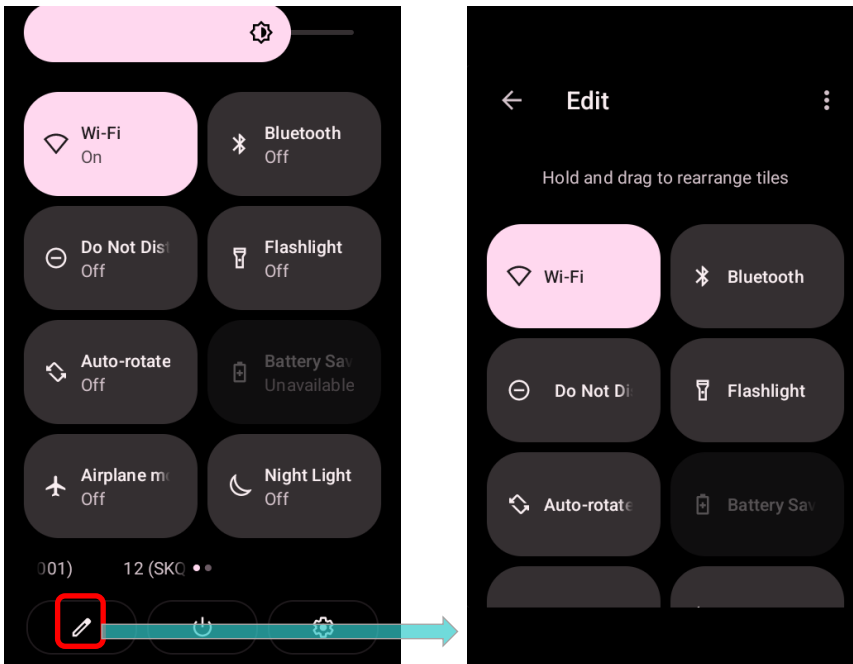 Wi-Fi
On
Bluetooth
Off
Do Not Dist
Off
Flashlight
Off
Auto-rotate
Off
Battery Sav
Unavailable
Airplane mo
Off
Night Light
Off
001) 12 (SKQ
Edit
Hold and drag to rearrange tiles
Wi-Fi
Bluetooth
Do Not Di
Flashlight
Auto-rotate
Battery Sav